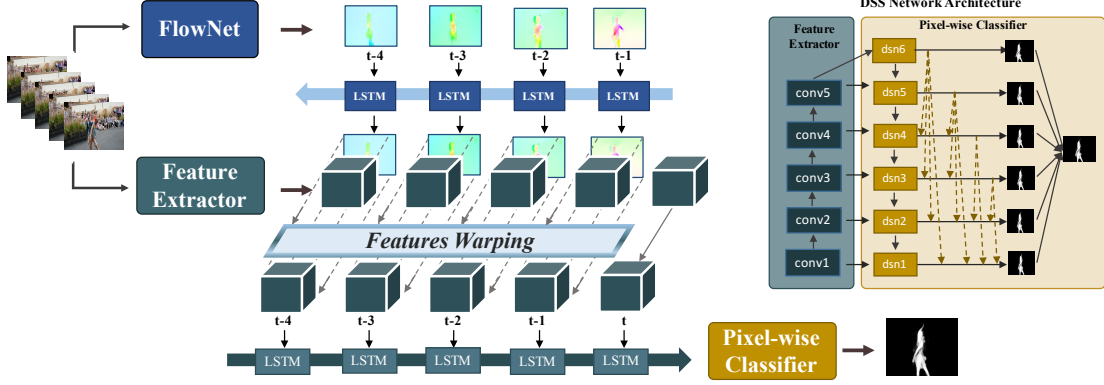 DSS Network Architecture
FlowNet
t-4 t-3 t-2 t-1
LSTM LSTM LSTM LSTM
Feature
Extractor
Features Warping
t-4 t-3 t-2 t-1 t
LSTM LSTM LSTM LSTM LSTM
Pixel-wise
Classifier
Feature
Extractor
Pixel-wise Classifier
dsn6
conv5 dsn5
conv4 dsn4
conv3 dsn3
conv2 dsn2
conv1 dsn1